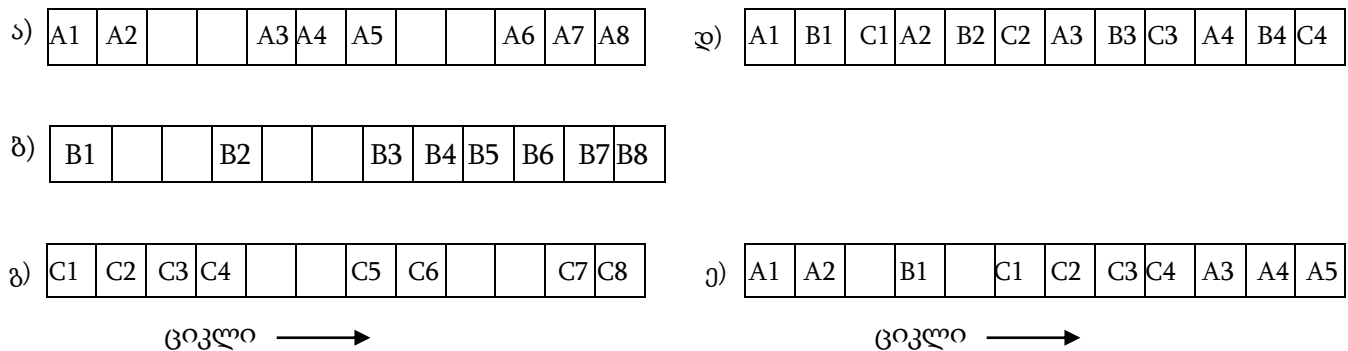 ა) A1 A2 A3 A4 A5 A6 A7 A8
დ) A1 B1 C1 A2 B2 C2 A3 B3 C3 A4 B4 C4
ბ) B1 B2 B3 B4 B5 B6 B7 B8
გ) C1 C2 C3 C4 C5 C6 C7 C8
ე) A1 A2 B1 C1 C2 C3 C4 A3 A4 A5
ციკლი
ციკლი